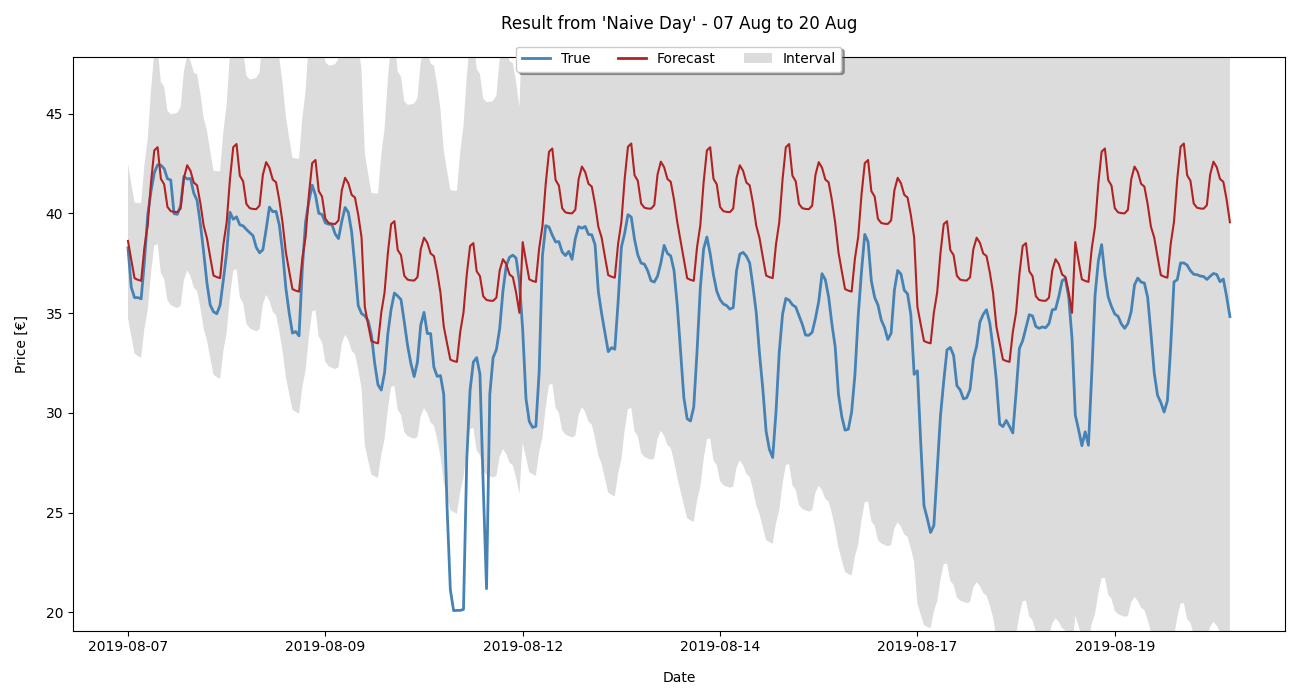 Result from 'Naive Day' - 07 Aug to 20 Aug
True Forecast Interval
Price [€]
45
40
35
30
25
20
2019-08-07 2019-08-09 2019-08-12 2019-08-14 2019-08-17 2019-08-19
Date